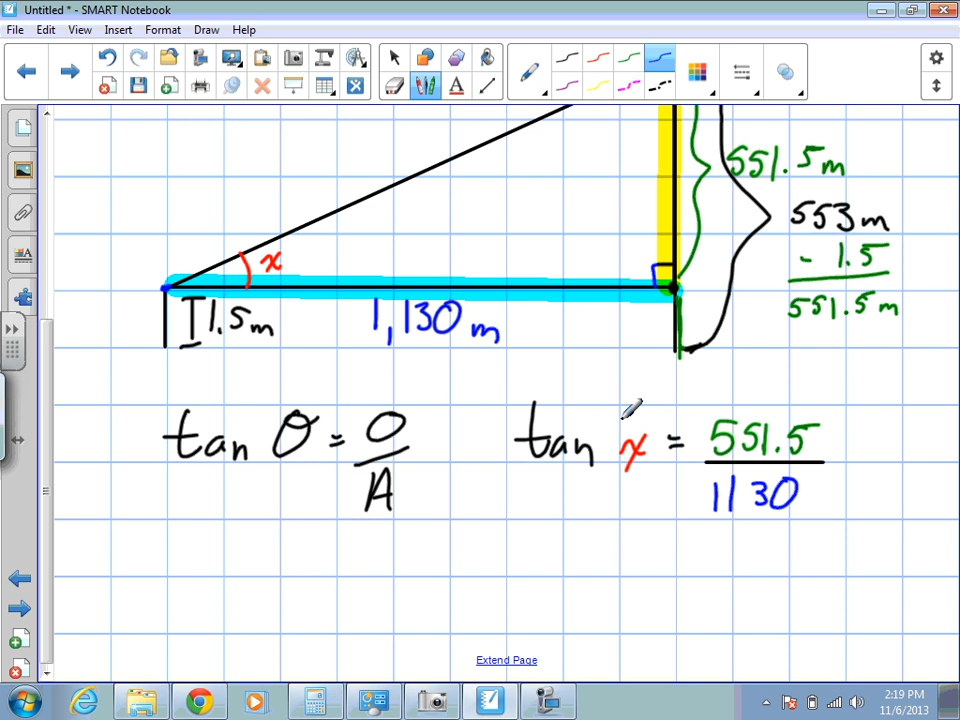 Untitled * - SMART Notebook
File Edit View Insert Format Draw Help
551.5m
553m
- 1.5
551.5m
x
1.5m
1,130m
tan θ = O/A
tan x = 551.5/1130
Extend Page
2:19 PM
11/6/2013